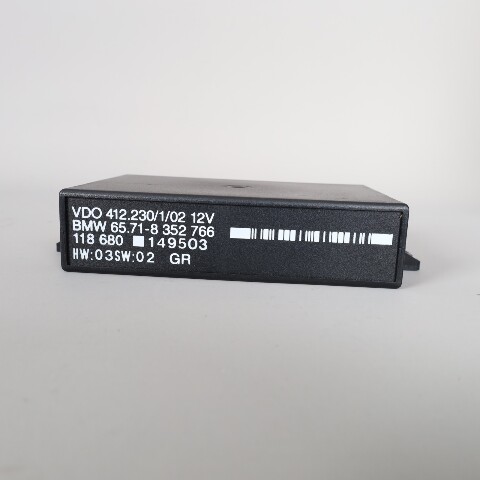 VDO 412.230/1/02 12V
BMW 65.71-8 352 766
118 680 149503
HW:03SW:02 GR